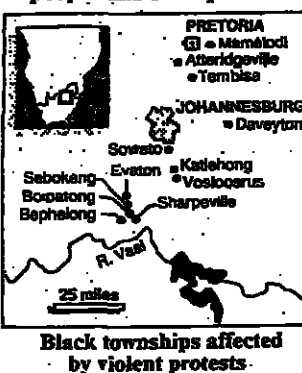 PRETORIA
Mamelodi
Atteridgeville
Tembisa
JOHANNESBURG
Daveyton
Soweto
Katlehong
Vosloorus
Evaton
Sebokeng
Boipatong
Sharpeville
Bophelong
R. Vaal
25 miles
Black townships affected
by violent protests